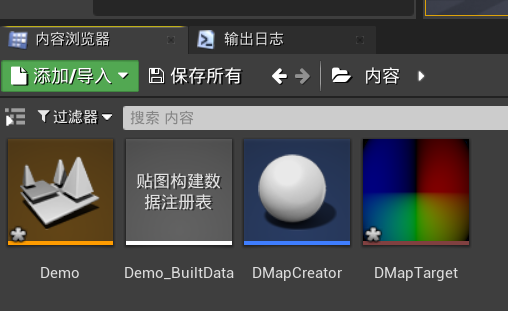 内容浏览器
输出日志
添加/导入
保存所有
内容
过滤器
搜索 内容
贴图构建数
据注册表
Demo
Demo_BuiltData
DMapCreator
DMapTarget